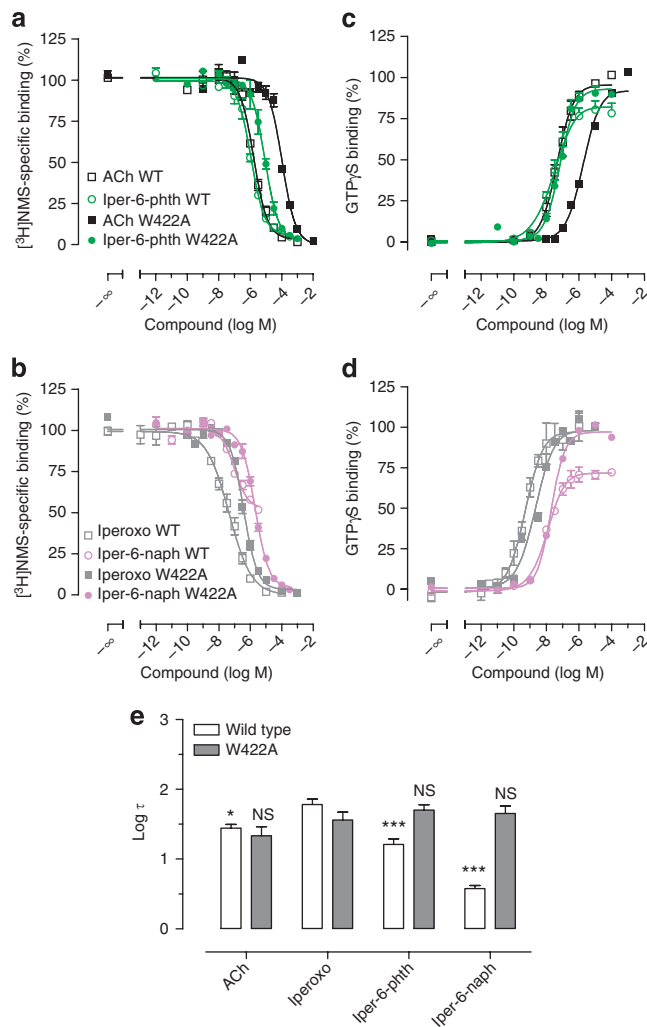 a
[³H]NMS-specific binding (%)
125
100
75
50
25
0
ACh WT
Iper-6-phth WT
ACh W422A
Iper-6-phth W422A
–∞
–12
–10
–8
–6
–4
–2
Compound (log M)
c
GTPγS binding (%)
125
100
75
50
25
0
–∞
–12
–10
–8
–6
–4
–2
Compound (log M)
b
[³H]NMS-specific binding (%)
125
100
75
50
25
0
Iperoxo WT
Iper-6-naph WT
Iperoxo W422A
Iper-6-naph W422A
–∞
–12
–10
–8
–6
–4
–2
Compound (log M)
d
GTPγS binding (%)
125
100
75
50
25
0
–∞
–12
–10
–8
–6
–4
–2
Compound (log M)
e
Log τ
3
2
1
0
Wild type
W422A
*
NS
***
NS
***
NS
ACh
Iperoxo
Iper-6-phth
Iper-6-naph